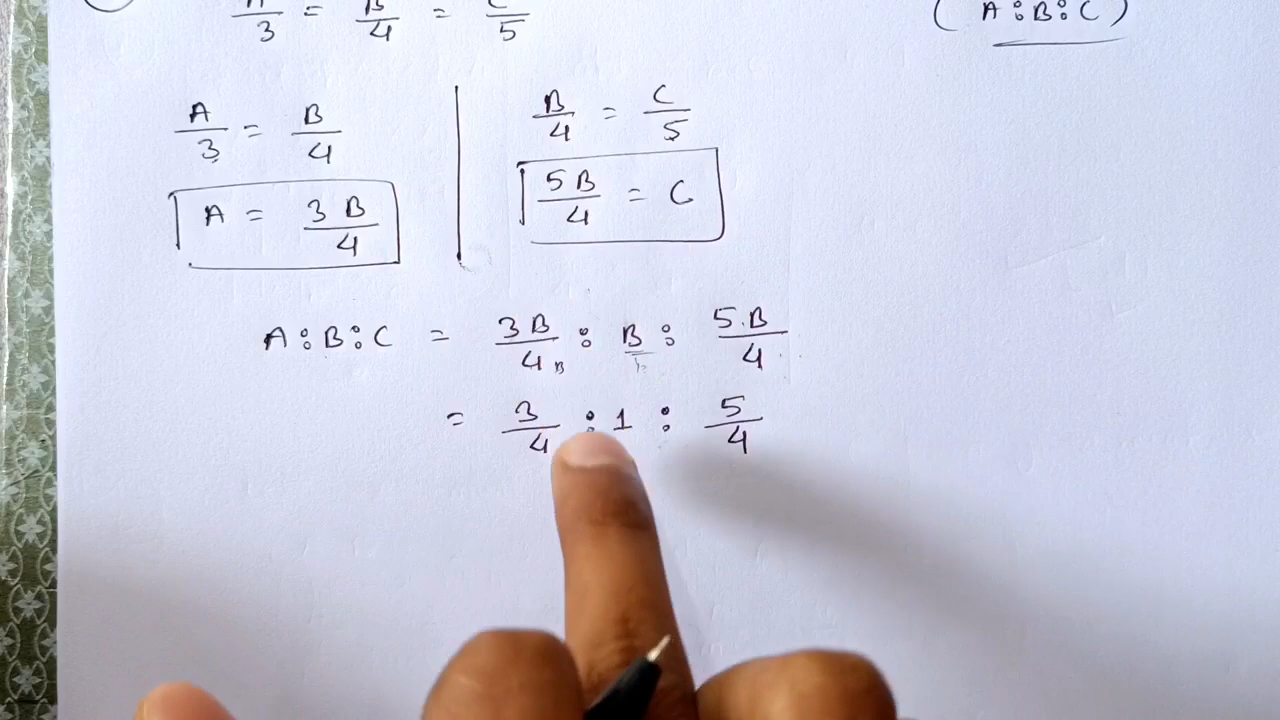 A/3 = B/4 = C/5
(A:B:C)
A/3 = B/4
A = 3B/4
B/4 = C/5
5B/4 = C
A:B:C = 3B/4 : B : 5.B/4
= 3/4 : 1 : 5/4